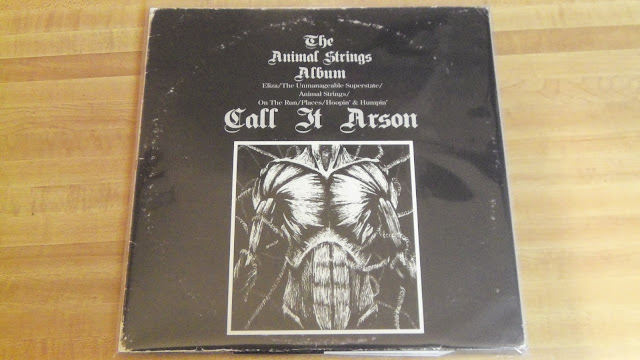 The
Animal Strings
Album
Eliza/The Unmanageable Superstate/
Animal Strings/
On The Run/Places/Hoopin' & Humpin'
Call It Arson